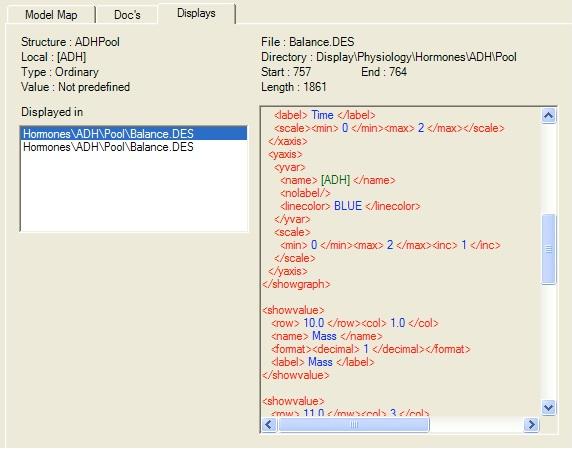 Model Map
Doc's
Displays
Structure : ADHPool
Local : [ADH]
Type : Ordinary
Value : Not predefined
File : Balance.DES
Directory : Display\Physiology\Hormones\ADH\Pool
Start : 757 End : 764
Length : 1861
Displayed in
Hormones\ADH\Pool\Balance.DES
Hormones\ADH\Pool\Balance.DES
<label> Time </label>
<scale><min> 0 </min><max> 2 </max></scale>
</xaxis>
<yaxis>
<yvar>
<name> [ADH] </name>
<nolabel/>
<linecolor> BLUE </linecolor>
</yvar>
<scale>
<min> 0 </min><max> 2 </max><inc> 1 </inc>
</scale>
</yaxis>
</showgraph>
<showvalue>
<row> 10.0 </row><col> 1.0 </col>
<name> Mass </name>
<format><decimal> 1 </decimal></format>
<label> Mass </label>
</showvalue>
<showvalue>
<row> 11.0 </row><col> 3 </col>